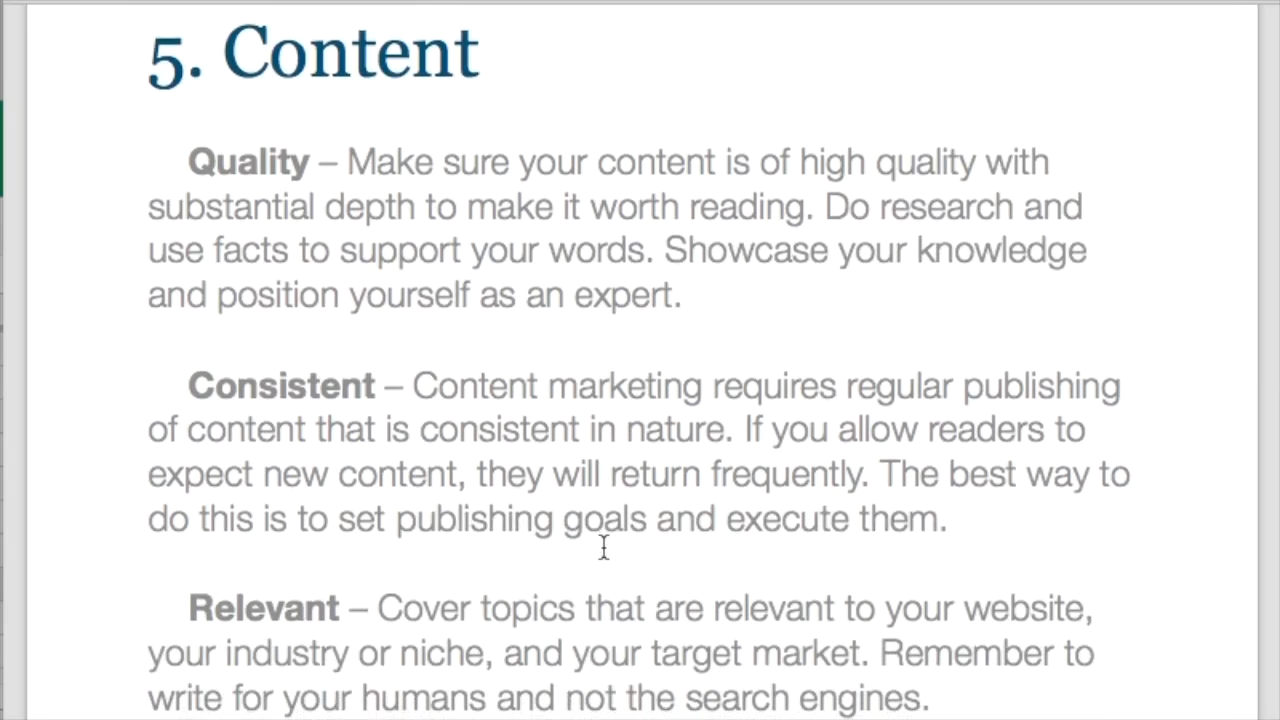 5. Content
Quality – Make sure your content is of high quality with
substantial depth to make it worth reading. Do research and
use facts to support your words. Showcase your knowledge
and position yourself as an expert.
Consistent – Content marketing requires regular publishing
of content that is consistent in nature. If you allow readers to
expect new content, they will return frequently. The best way to
do this is to set publishing goals and execute them.
Relevant – Cover topics that are relevant to your website,
your industry or niche, and your target market. Remember to
write for your humans and not the search engines.